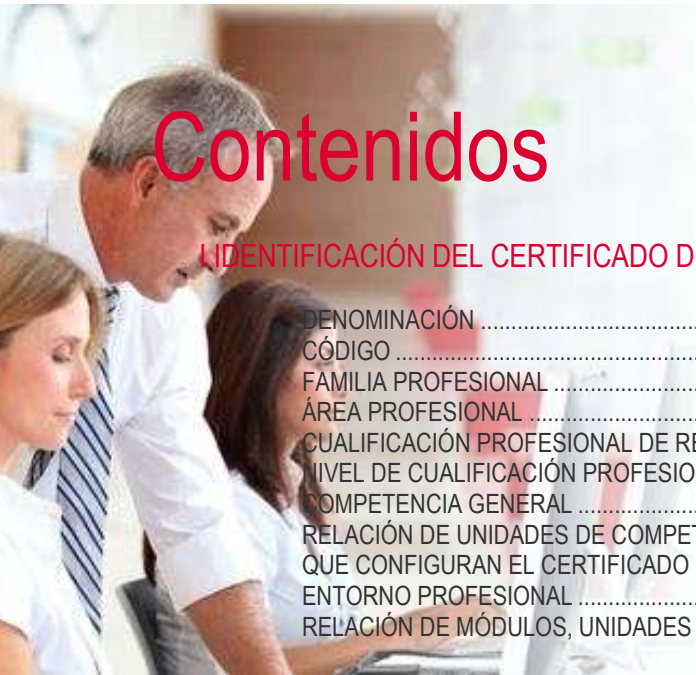 Contenidos
I.IDENTIFICACIÓN DEL CERTIFICADO D
DENOMINACIÓN ....................................
CÓDIGO ..................................................
FAMILIA PROFESIONAL ........................
ÁREA PROFESIONAL ............................
CUALIFICACIÓN PROFESIONAL DE RE
NIVEL DE CUALIFICACIÓN PROFESIO
COMPETENCIA GENERAL ....................
RELACIÓN DE UNIDADES DE COMPET
QUE CONFIGURAN EL CERTIFICADO
ENTORNO PROFESIONAL ....................
RELACIÓN DE MÓDULOS, UNIDADES